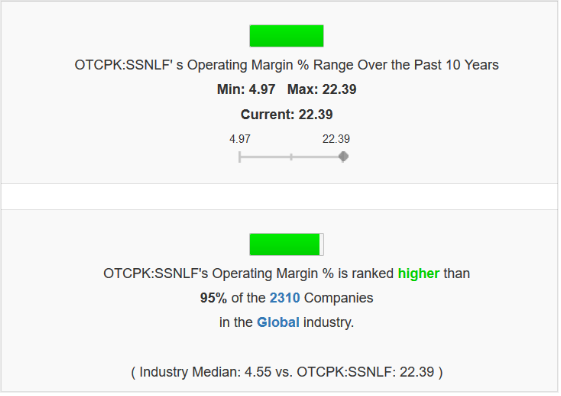 OTCPK:SSNLF' s Operating Margin % Range Over the Past 10 Years
Min: 4.97 Max: 22.39
Current: 22.39
4.97 22.39
OTCPK:SSNLF's Operating Margin % is ranked higher than
95% of the 2310 Companies
in the Global industry.
( Industry Median: 4.55 vs. OTCPK:SSNLF: 22.39 )